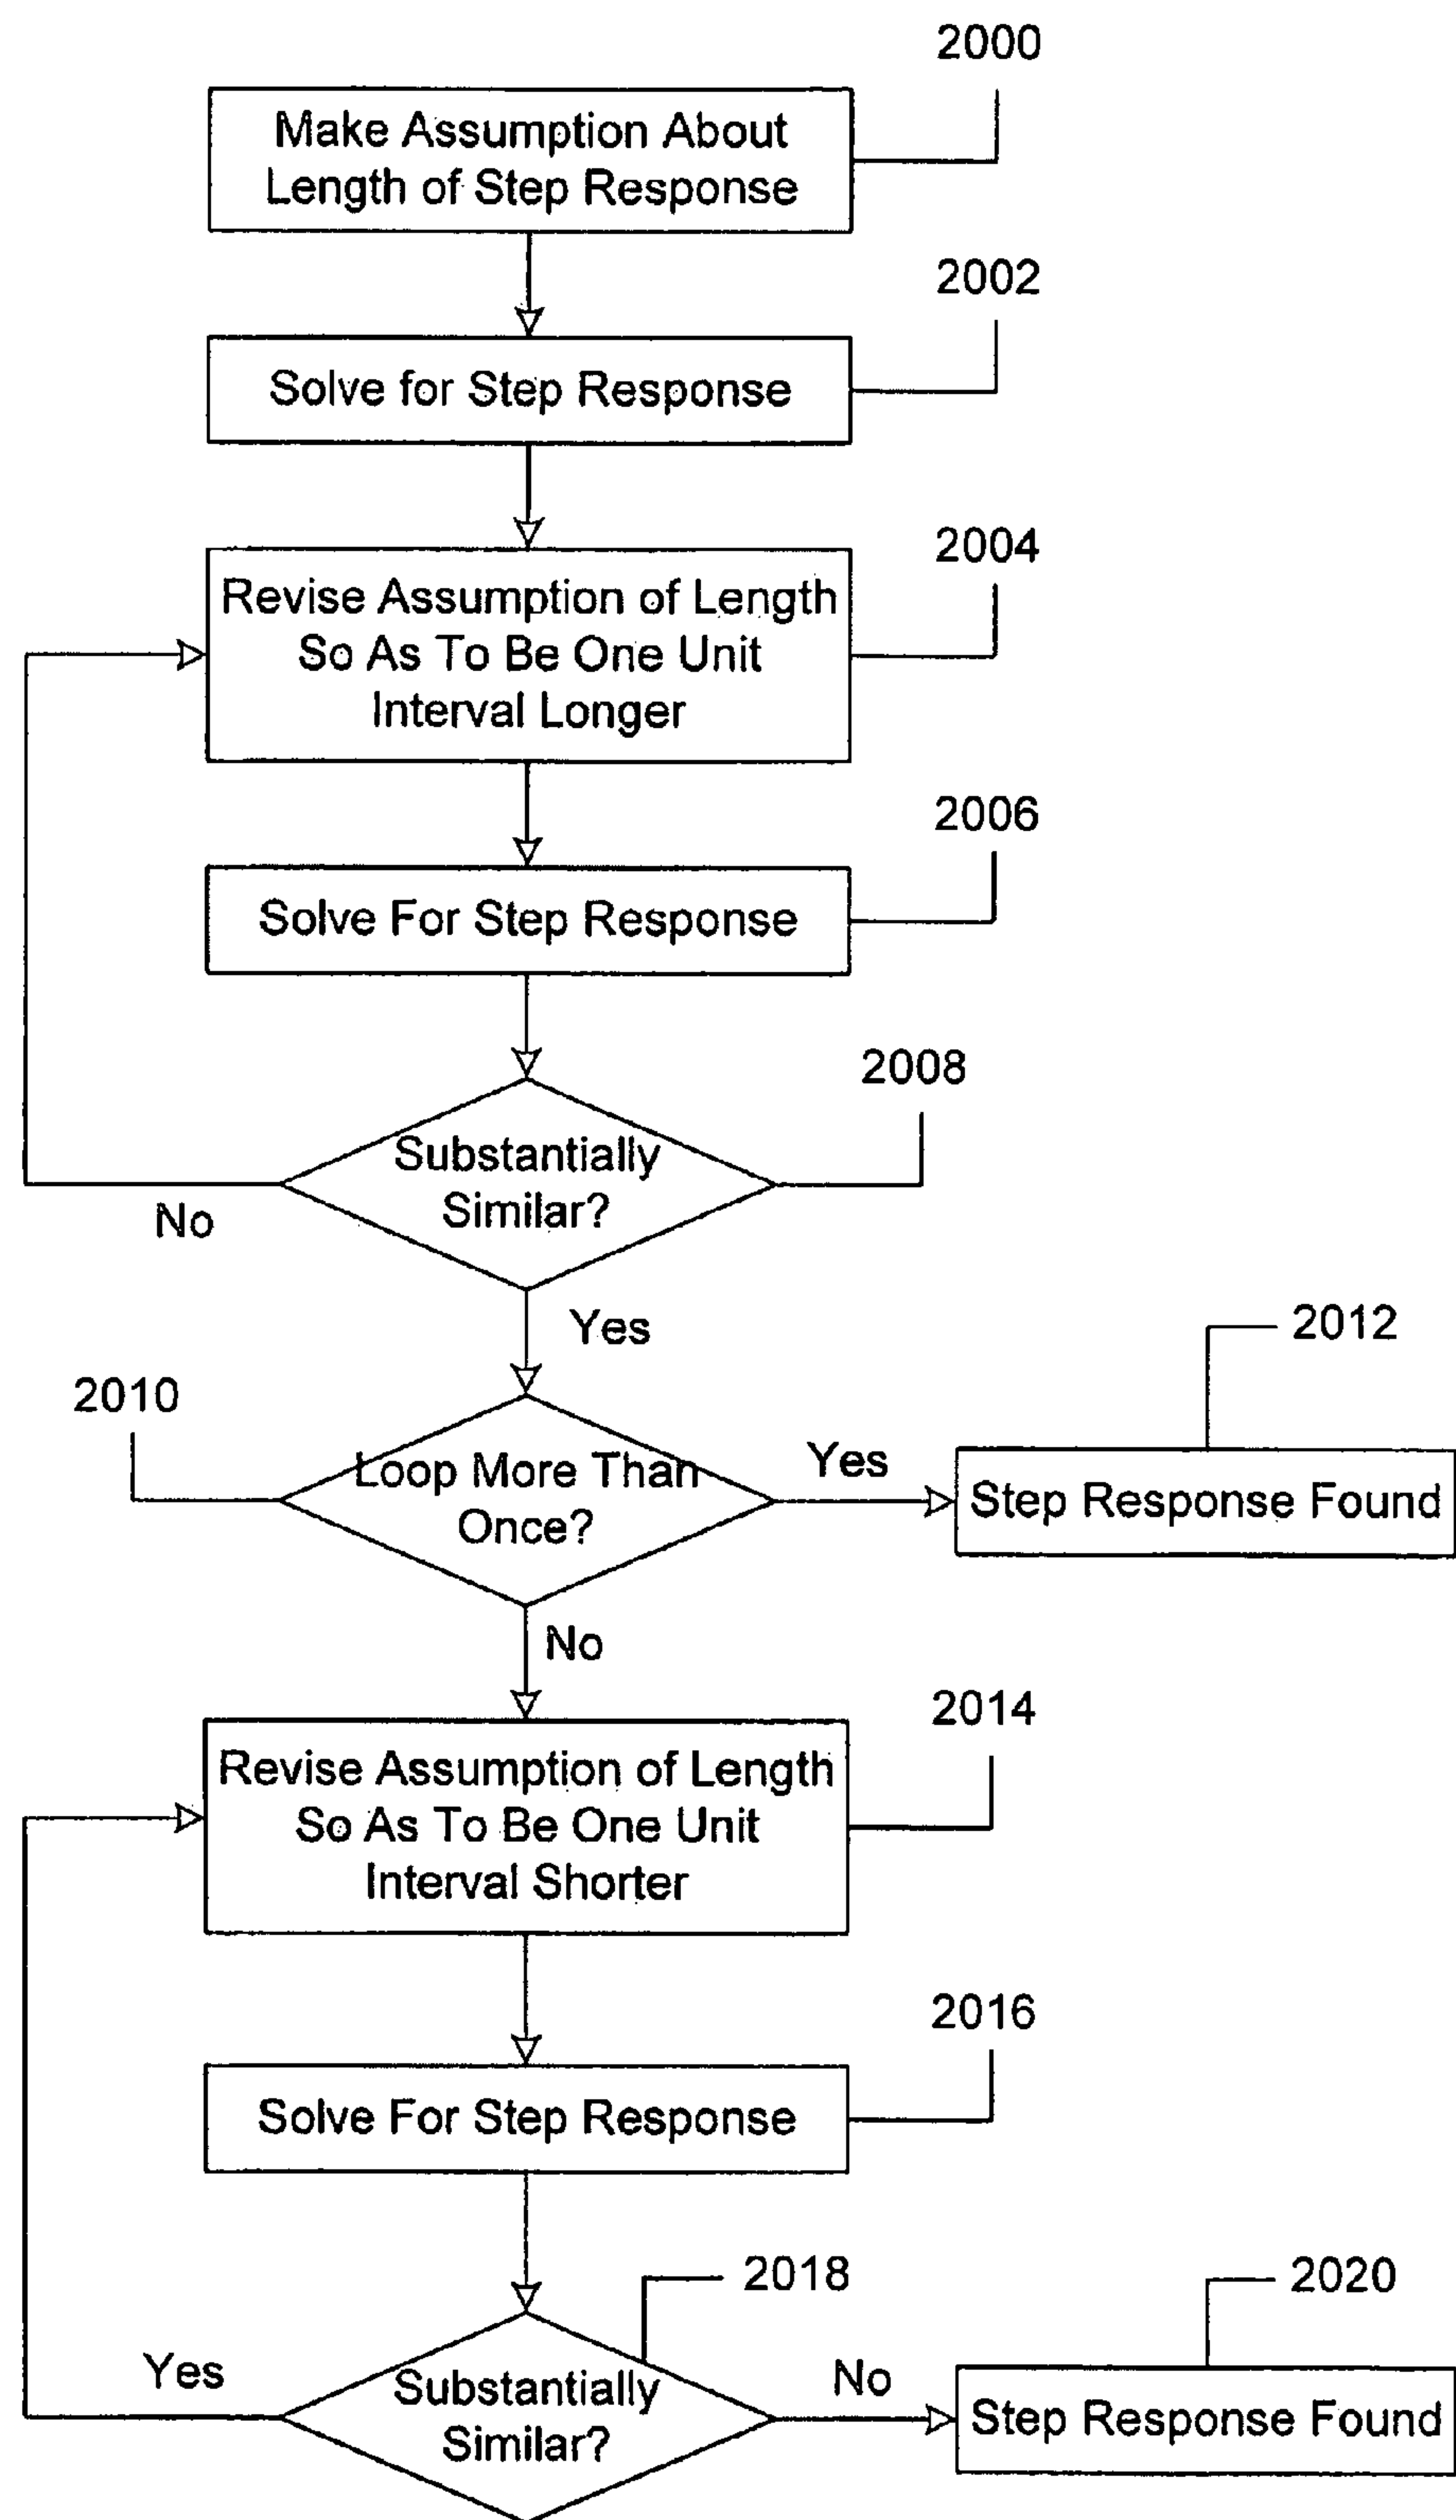 2000
Make Assumption About
Length of Step Response
2002
Solve for Step Response
2004
Revise Assumption of Length
So As To Be One Unit
Interval Longer
2006
Solve For Step Response
2008
Substantially
Similar?
No
Yes
2012
2010
Loop More Than
Once?
Yes
Step Response Found
No
2014
Revise Assumption of Length
So As To Be One Unit
Interval Shorter
2016
Solve For Step Response
2018
2020
Yes
Substantially
Similar?
No
Step Response Found